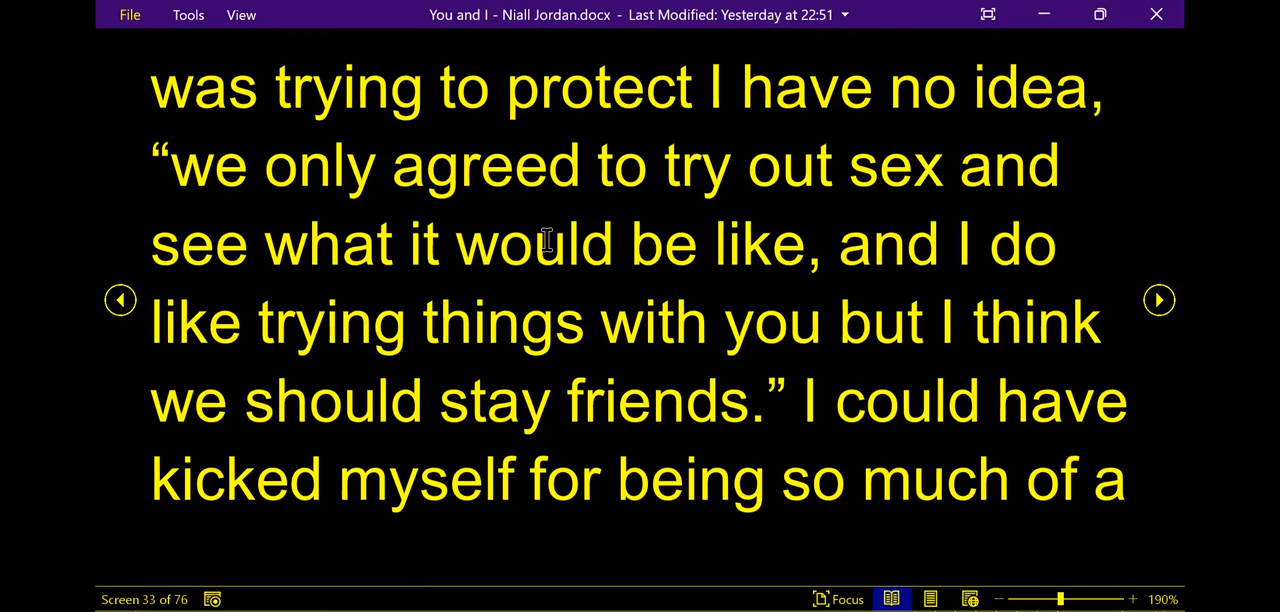 File Tools View You and I - Niall Jordan.docx - Last Modified: Yesterday at 22:51
was trying to protect I have no idea,
“we only agreed to try out sex and
see what it would be like, and I do
like trying things with you but I think
we should stay friends.” I could have
kicked myself for being so much of a
Screen 33 of 76 Focus 190%